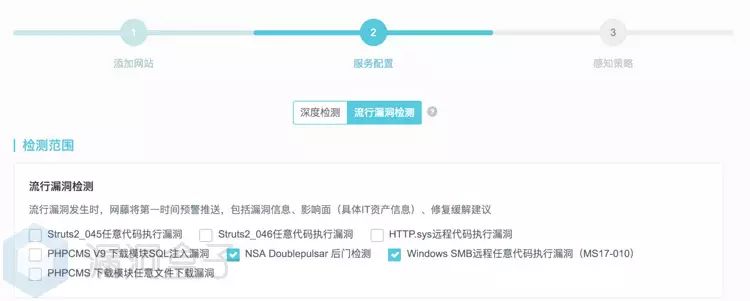 1
2
3
添加网站
服务配置
感知策略
深度检测 流行漏洞检测 ?
检测范围
流行漏洞检测
流行漏洞发生时，网藤将第一时间预警推送，包括漏洞信息、影响面（具体IT资产信息）、修复缓解建议
Struts2_045任意代码执行漏洞 Struts2_046任意代码执行漏洞 HTTP.sys远程代码执行漏洞
PHPCMS V9 下载模块SQL注入漏洞 NSA Doublepulsar 后门检测 Windows SMB远程任意代码执行漏洞（MS17-010）
PHPCMS 下载模块任意文件下载漏洞
漏洞盒子